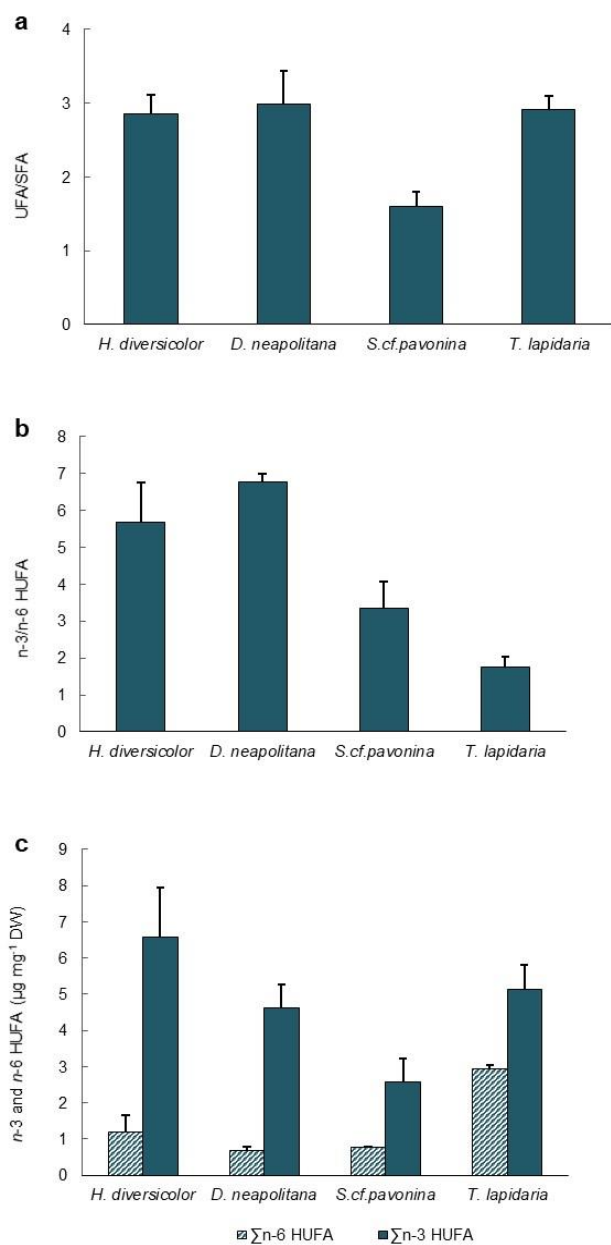 a
4
3
2
1
0
UFA/SFA
H. diversicolor D. neapolitana S.cf.pavonina T. lapidaria
b
8
7
6
5
4
3
2
1
0
n-3/n-6 HUFA
H. diversicolor D. neapolitana S.cf.pavonina T. lapidaria
c
9
8
7
6
5
4
3
2
1
0
n-3 and n-6 HUFA (µg mg⁻¹ DW)
H. diversicolor D. neapolitana S.cf.pavonina T. lapidaria
∑n-6 HUFA ∑n-3 HUFA